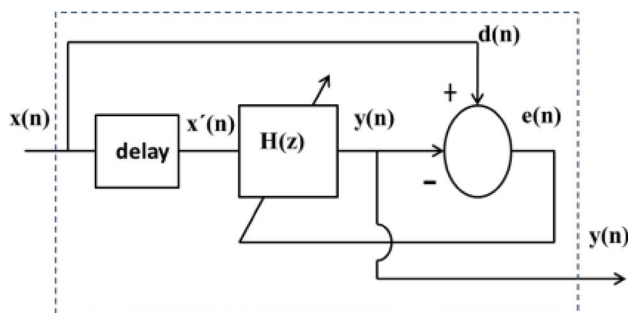 d(n)
+
x(n)
x´(n)
y(n)
e(n)
delay
H(z)
-
y(n)